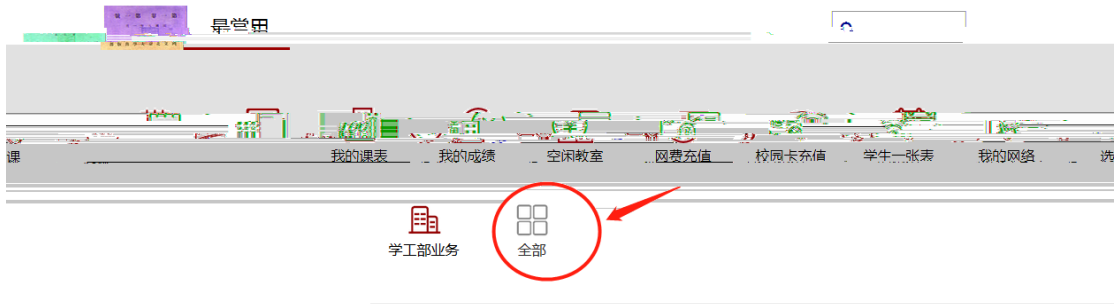 最常用
课 我的课表 我的成绩 空闲教室 网费充值 校园卡充值 学生一张表 我的网络 选
学工部业务 全部